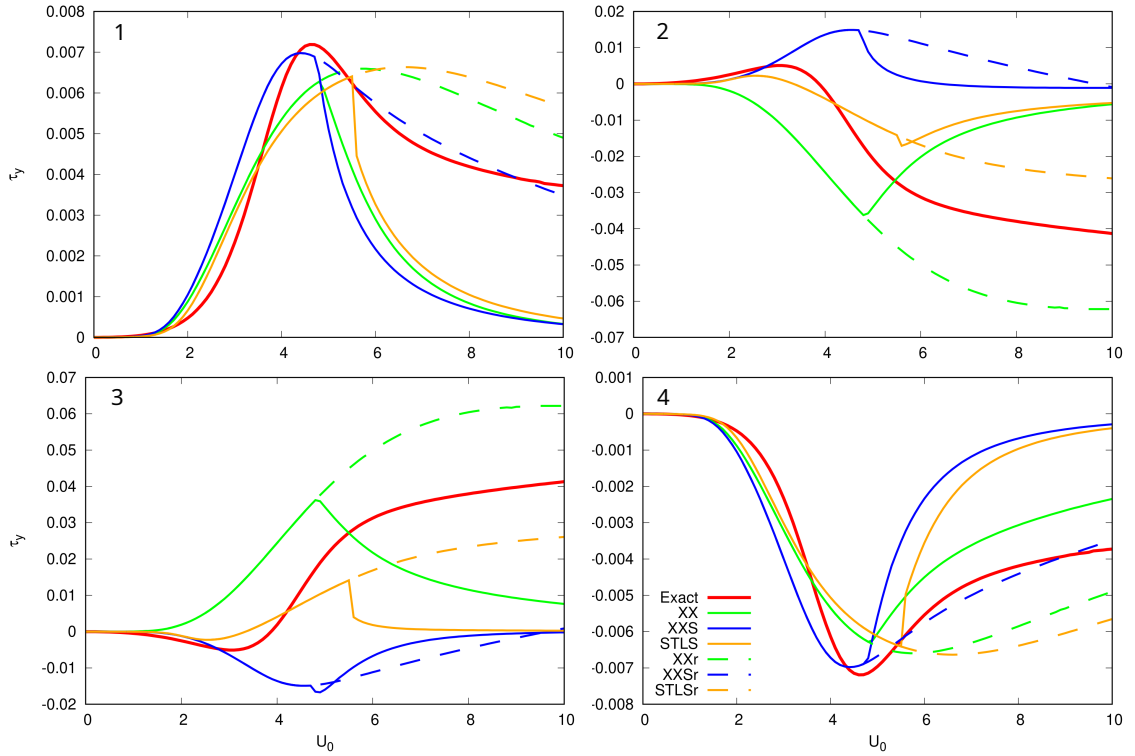 0.008
0.007
0.006
0.005
0.004
0.003
0.002
0.001
0
τy
1
0 2 4 6 8 10
0.02
0.01
0
-0.01
-0.02
-0.03
-0.04
-0.05
-0.06
-0.07
2
0 2 4 6 8 10
0.07
0.06
0.05
0.04
0.03
0.02
0.01
0
-0.01
-0.02
τy
3
0 2 4 6 8 10
U0
0.001
0
-0.001
-0.002
-0.003
-0.004
-0.005
-0.006
-0.007
-0.008
4
Exact
XX
XXS
STLS
XXr
XXSr
STLSr
0 2 4 6 8 10
U0